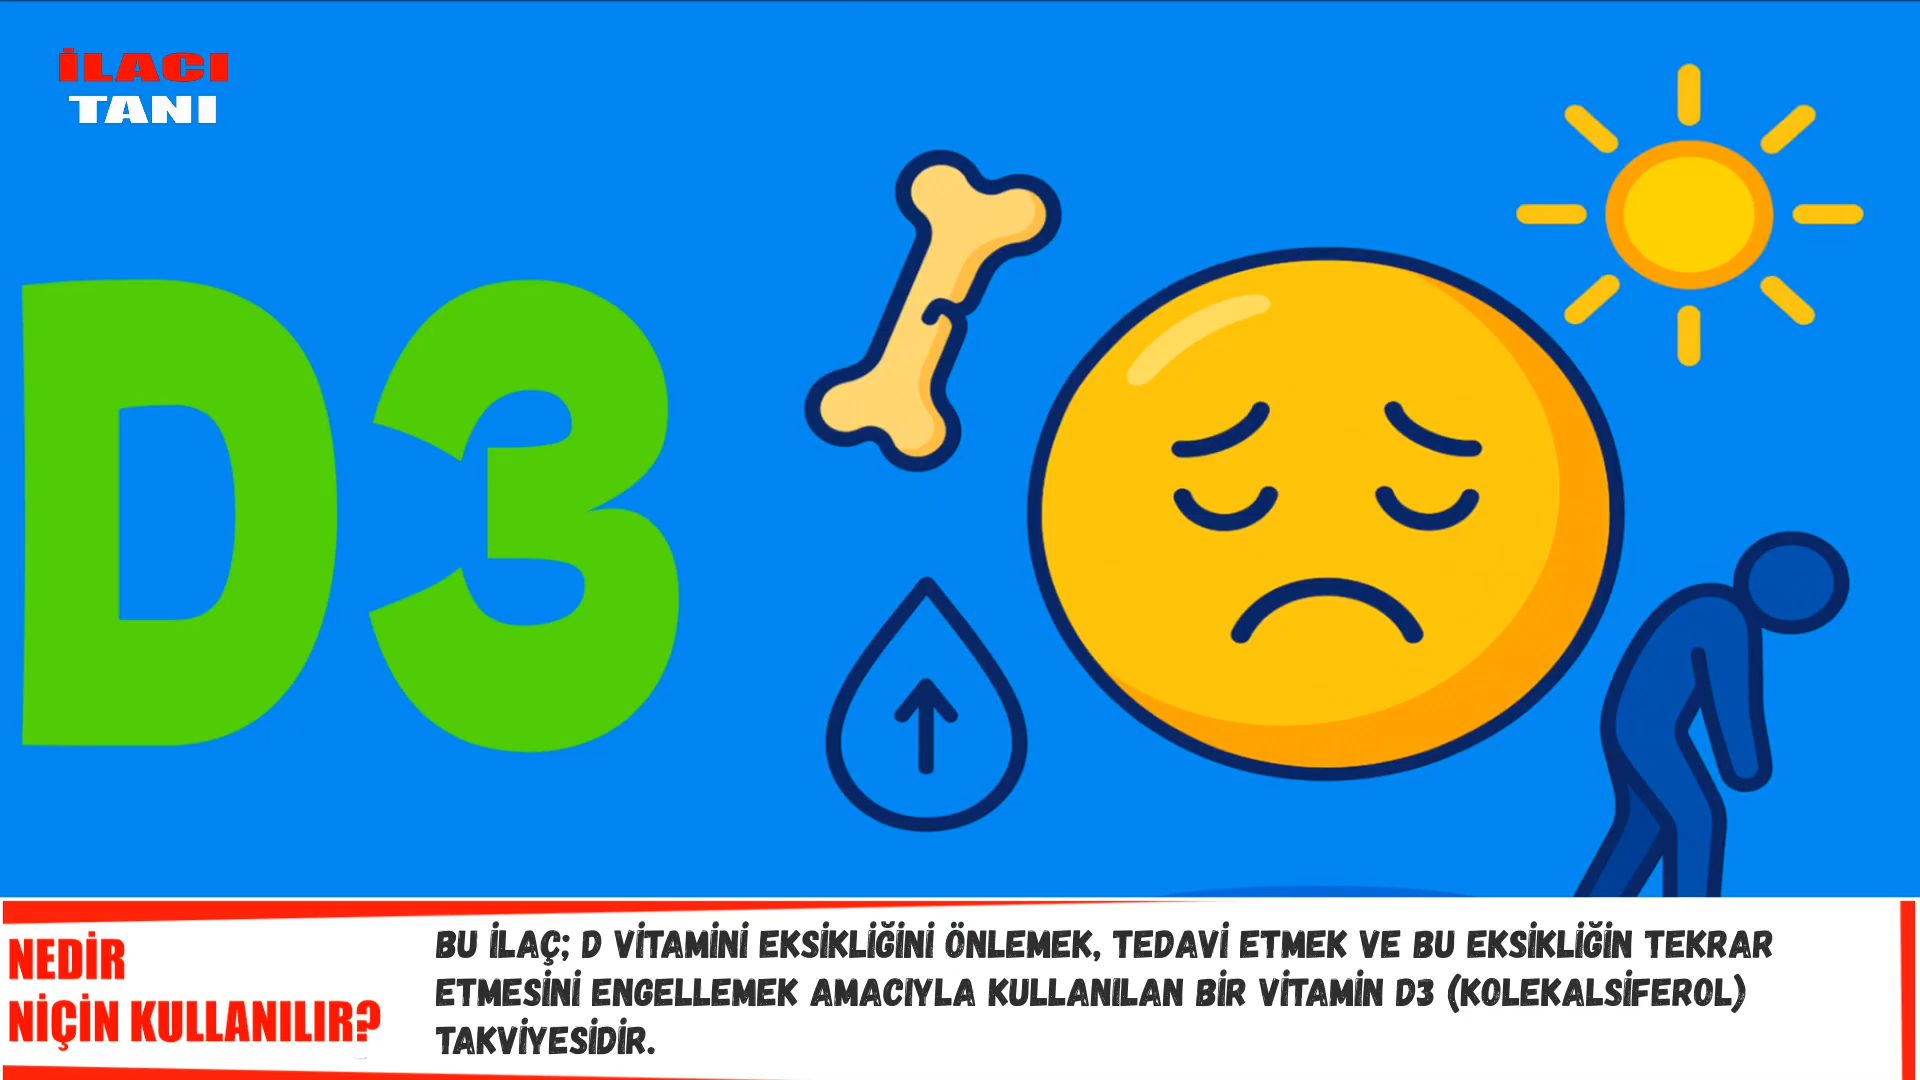 İLACI
TANI
D3
NEDİR
NİÇİN KULLANILIR?
BU İLAÇ; D VİTAMİNİ EKSİKLİĞİNİ ÖNLEMEK, TEDAVİ ETMEK VE BU EKSİKLİĞİN TEKRAR
ETMESİNİ ENGELLEMEK AMACIYLA KULLANILAN BİR VİTAMİN D3 (KOLEKALSİFEROL)
TAKVİYESİDİR.